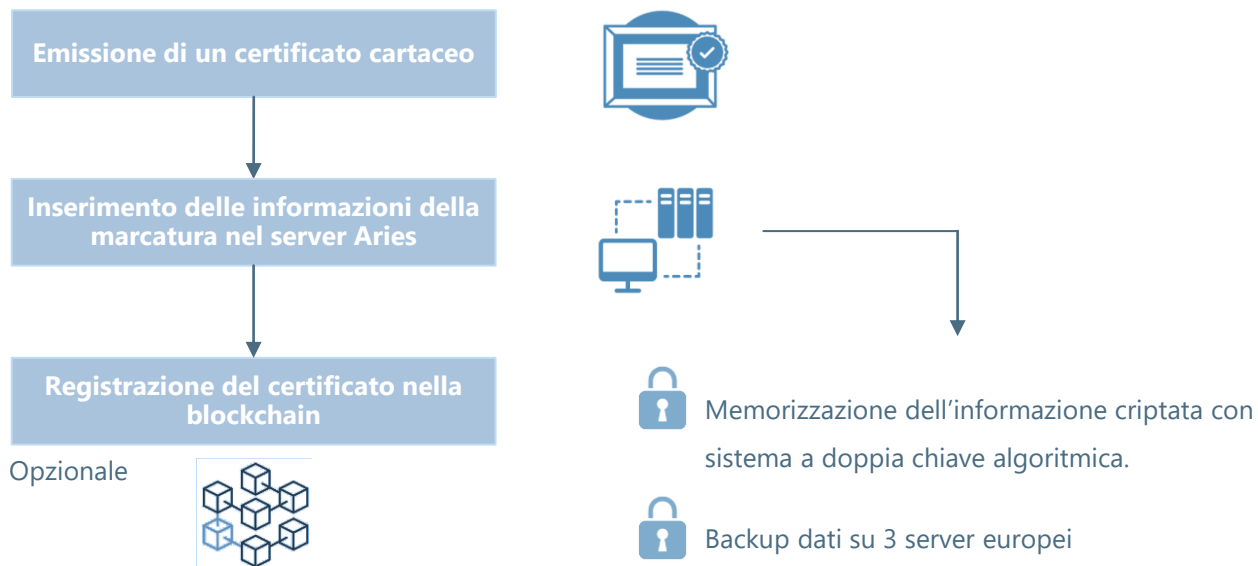 Emissione di un certificato cartaceo
Inserimento delle informazioni della
marcatura nel server Aries
Registrazione del certificato nella
blockchain
Opzionale
Memorizzazione dell’informazione criptata con
sistema a doppia chiave algoritmica.
Backup dati su 3 server europei